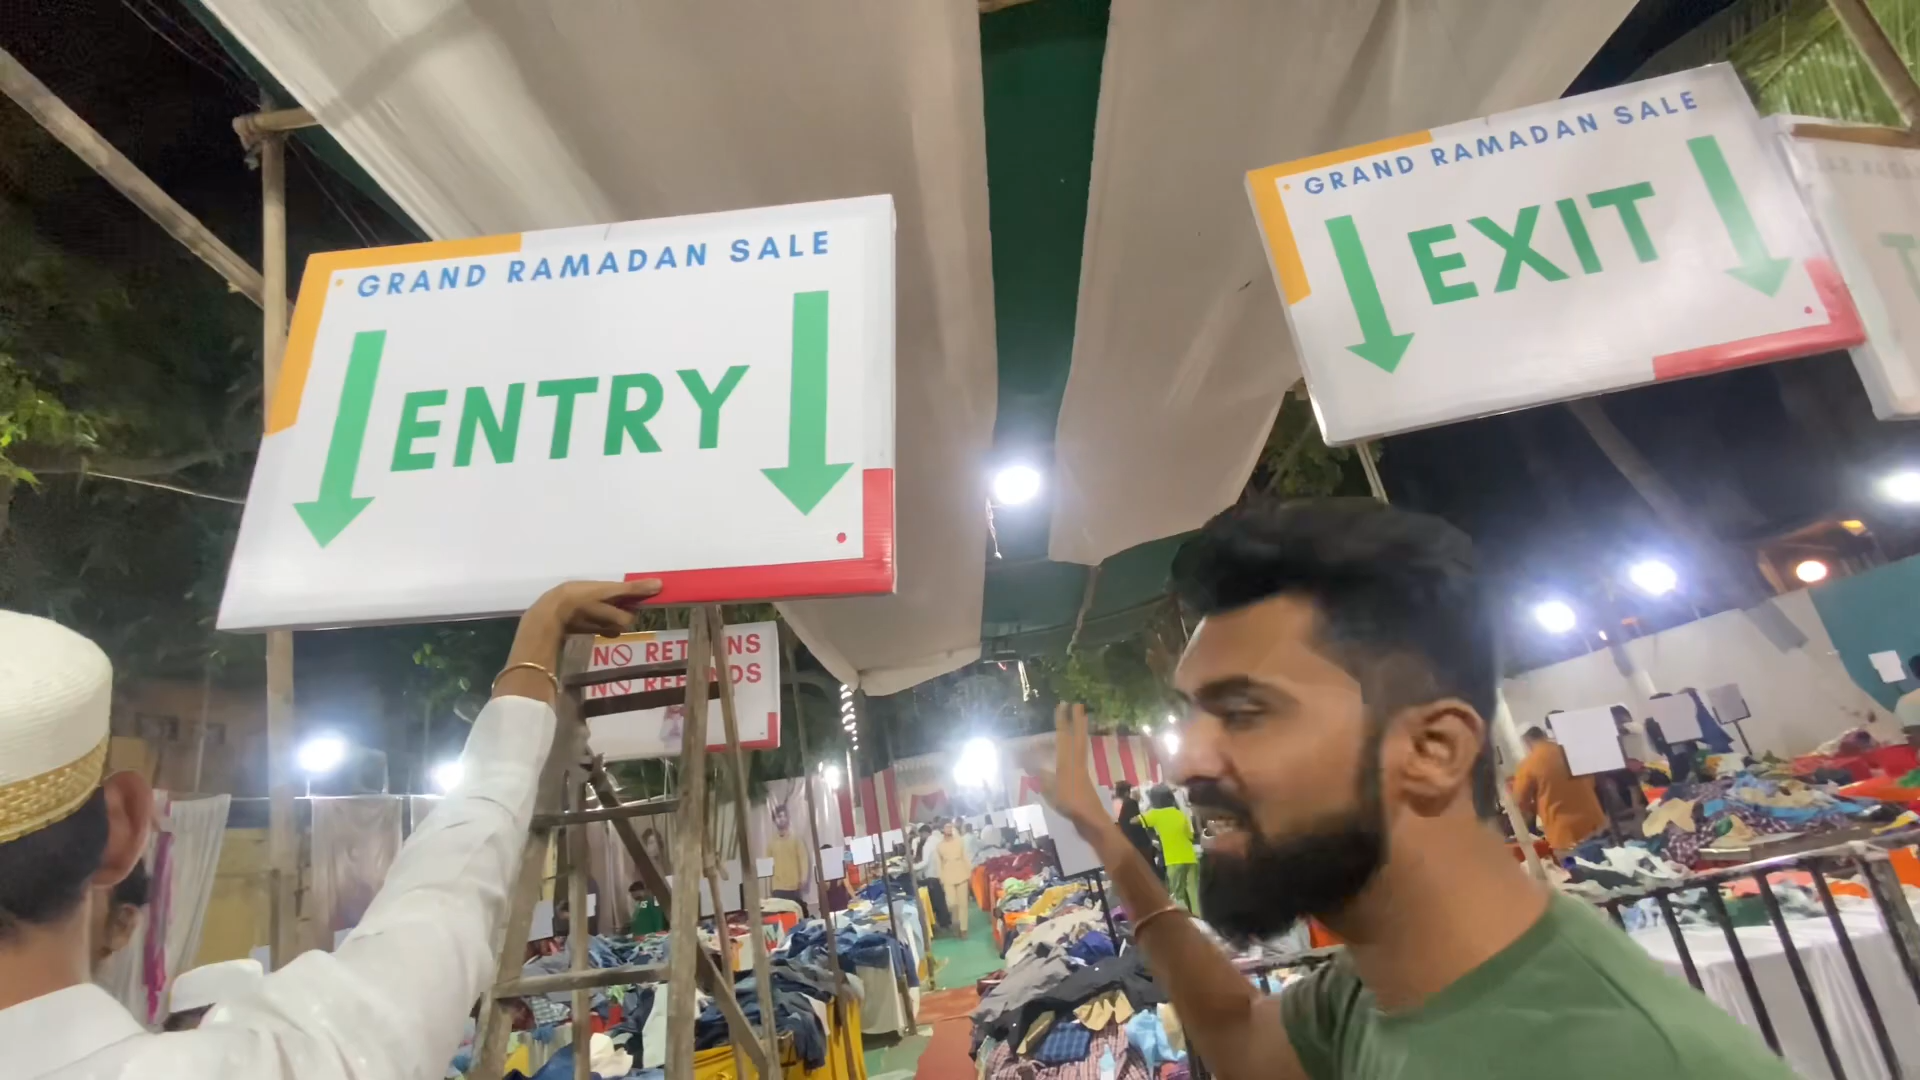 GRAND RAMADAN SALE
ENTRY
GRAND RAMADAN SALE
EXIT
NO RETURNS
NO REFUNDS